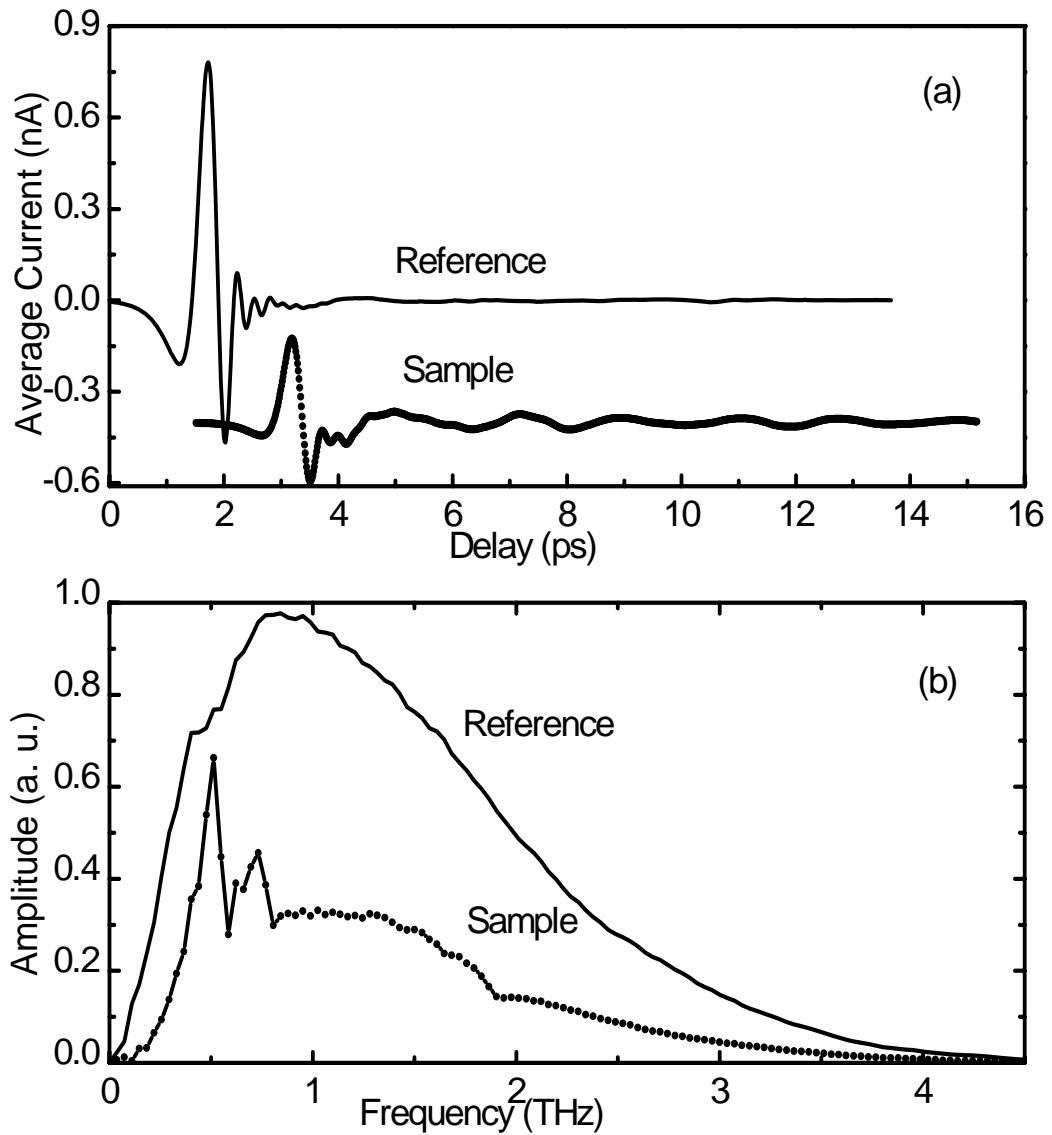 0.9
0.6
0.3
0.0
-0.3
-0.6
Average Current (nA)
(a)
Reference
Sample
0 2 4 6 8 10 12 14 16
Delay (ps)
1.0
0.8
0.6
0.4
0.2
0.0
Amplitude (a. u.)
(b)
Reference
Sample
0 1 2 3 4
Frequency (THz)